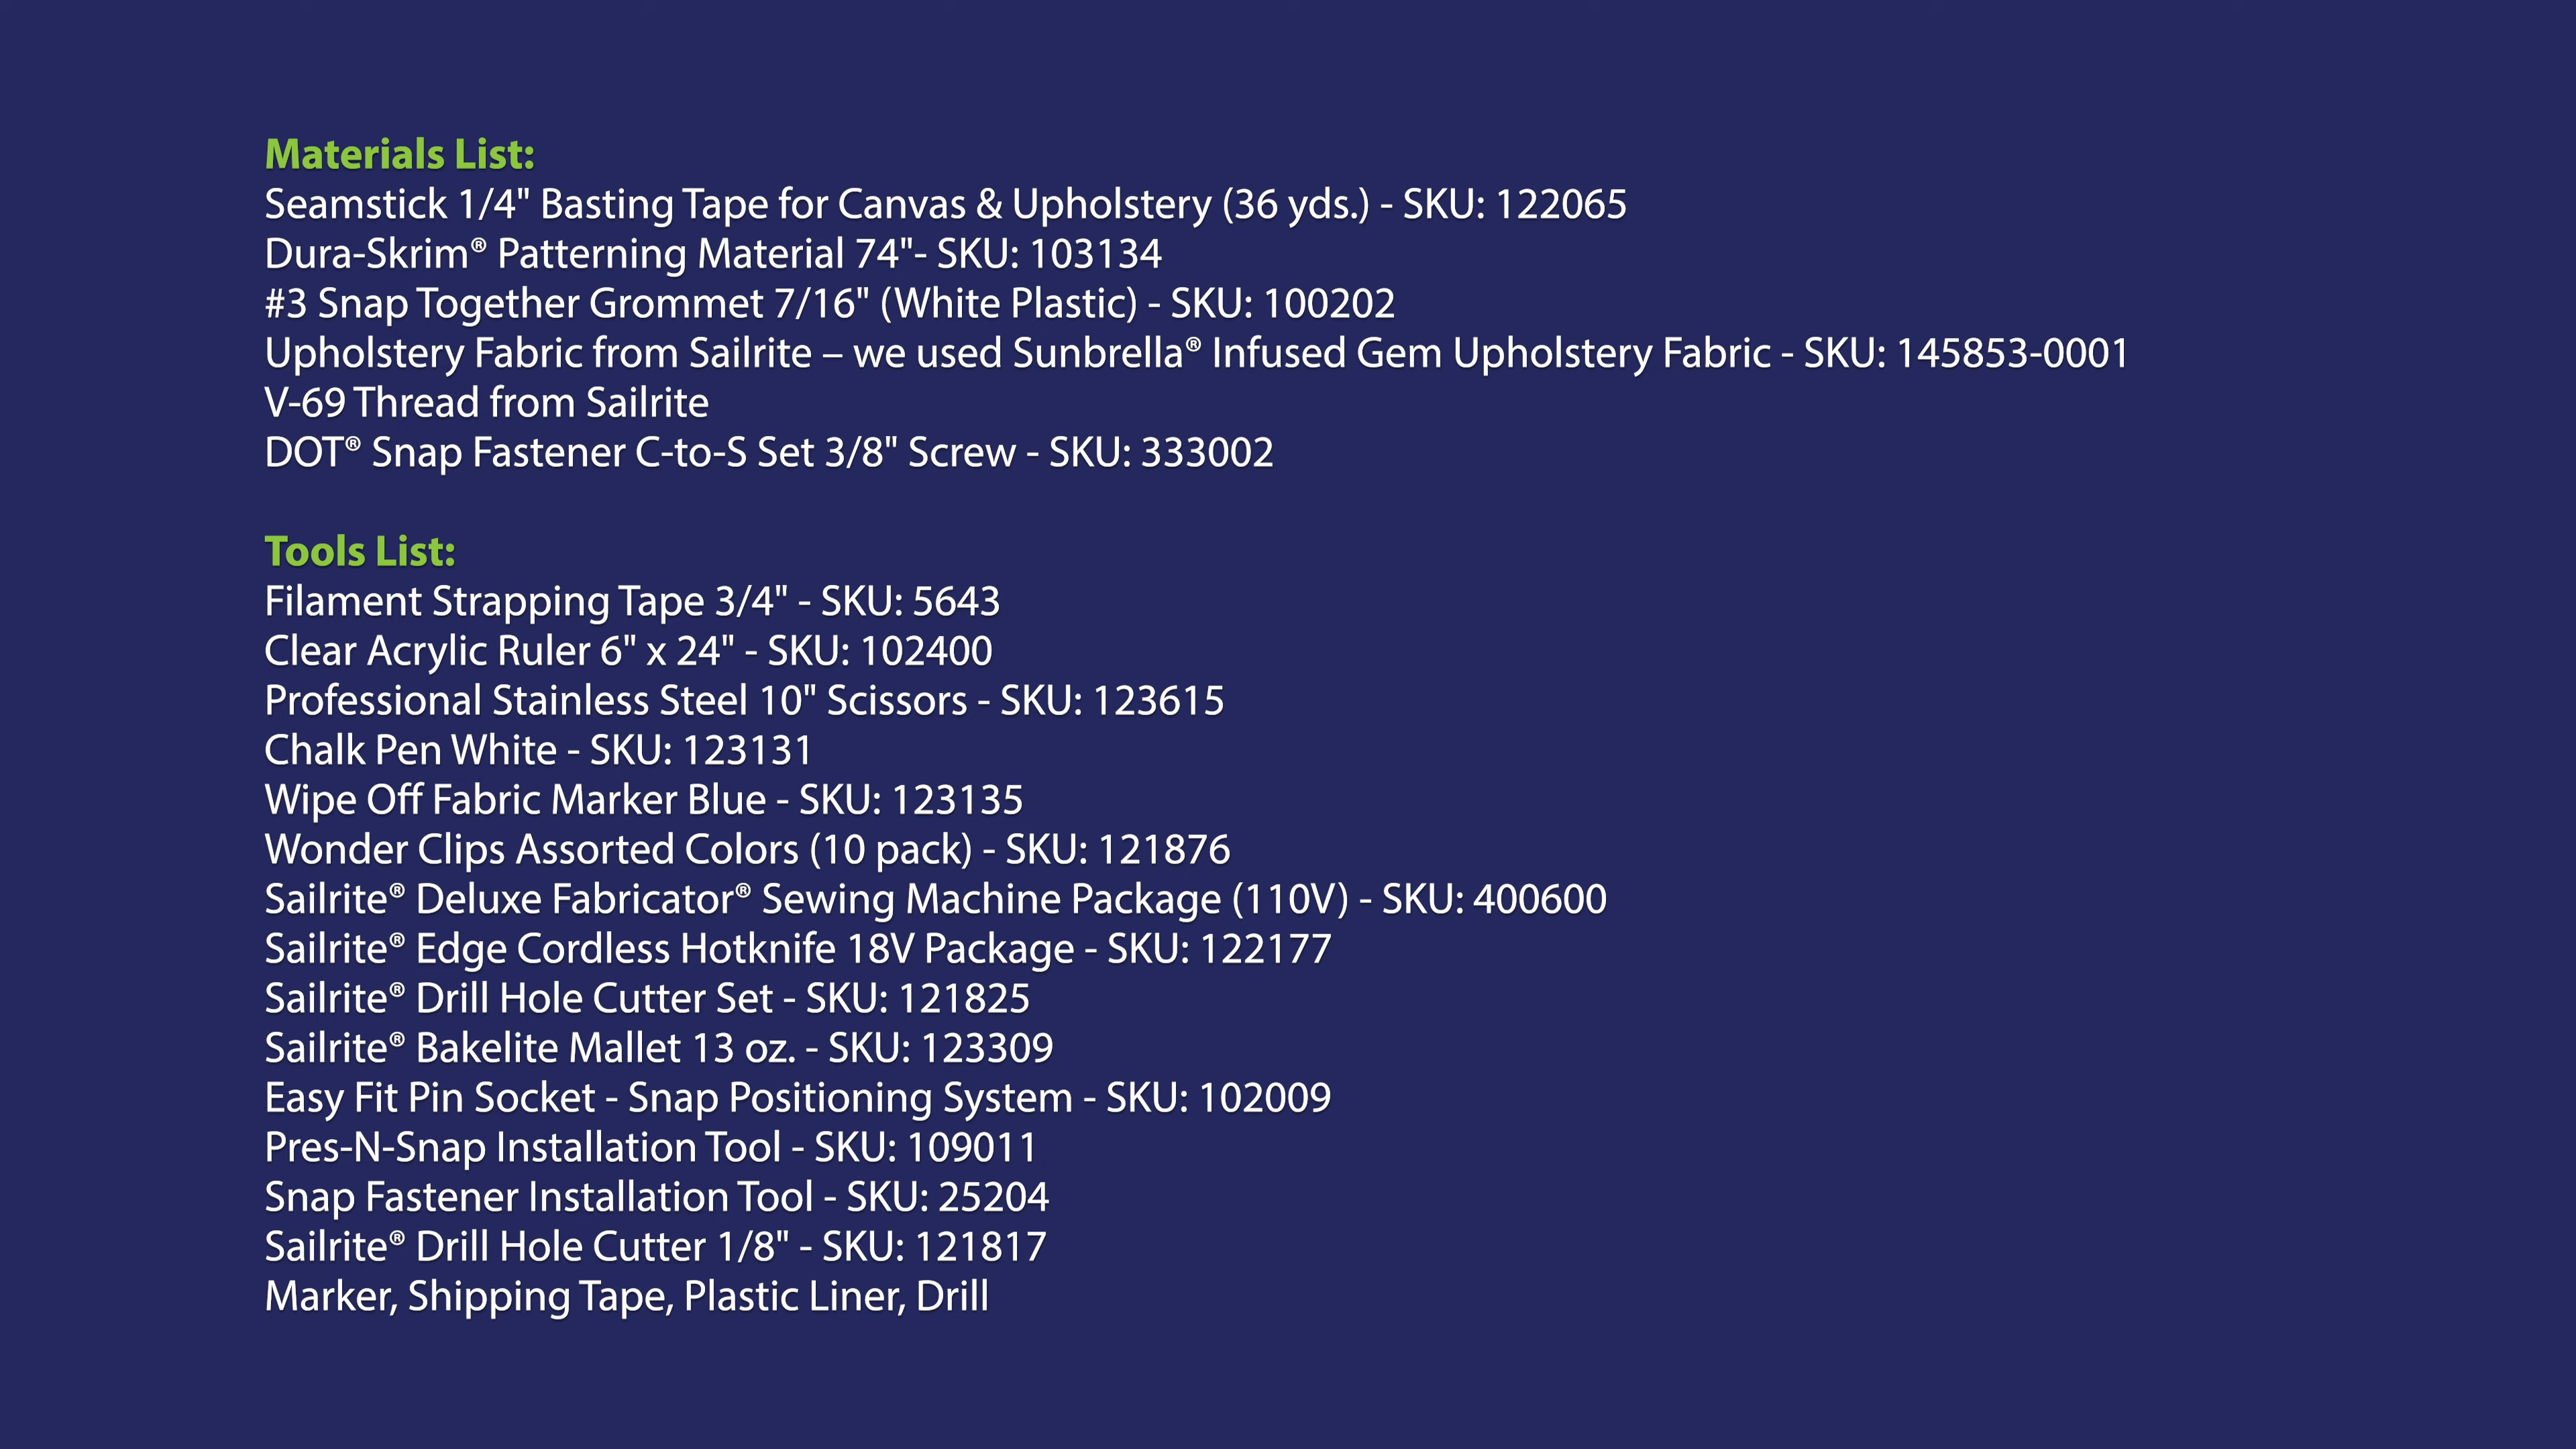 Materials List:
Seamstick 1/4" Basting Tape for Canvas & Upholstery (36 yds.) - SKU: 122065
Dura-Skrim® Patterning Material 74"- SKU: 103134
#3 Snap Together Grommet 7/16" (White Plastic) - SKU: 100202
Upholstery Fabric from Sailrite – we used Sunbrella® Infused Gem Upholstery Fabric - SKU: 145853-0001
V-69 Thread from Sailrite
DOT® Snap Fastener C-to-S Set 3/8" Screw - SKU: 333002
Tools List:
Filament Strapping Tape 3/4" - SKU: 5643
Clear Acrylic Ruler 6" x 24" - SKU: 102400
Professional Stainless Steel 10" Scissors - SKU: 123615
Chalk Pen White - SKU: 123131
Wipe Off Fabric Marker Blue - SKU: 123135
Wonder Clips Assorted Colors (10 pack) - SKU: 121876
Sailrite® Deluxe Fabricator® Sewing Machine Package (110V) - SKU: 400600
Sailrite® Edge Cordless Hotknife 18V Package - SKU: 122177
Sailrite® Drill Hole Cutter Set - SKU: 121825
Sailrite® Bakelite Mallet 13 oz. - SKU: 123309
Easy Fit Pin Socket - Snap Positioning System - SKU: 102009
Pres-N-Snap Installation Tool - SKU: 109011
Snap Fastener Installation Tool - SKU: 25204
Sailrite® Drill Hole Cutter 1/8" - SKU: 121817
Marker, Shipping Tape, Plastic Liner, Drill